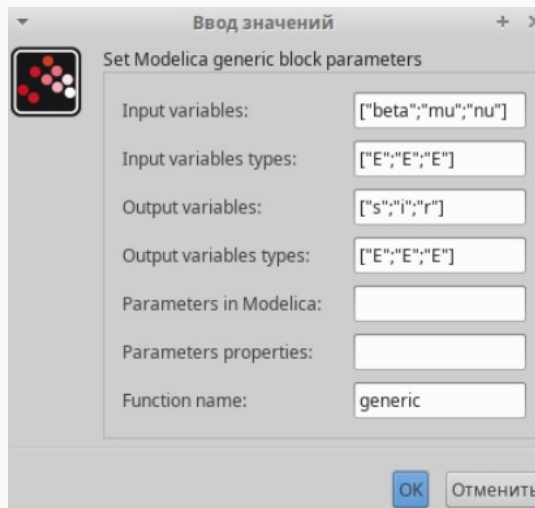 Ввод значений
Set Modelica generic block parameters
Input variables: ["beta";"mu";"nu"]
Input variables types: ["E";"E";"E"]
Output variables: ["s";"i";"r"]
Output variables types: ["E";"E";"E"]
Parameters in Modelica:
Parameters properties:
Function name: generic
OK Отменить